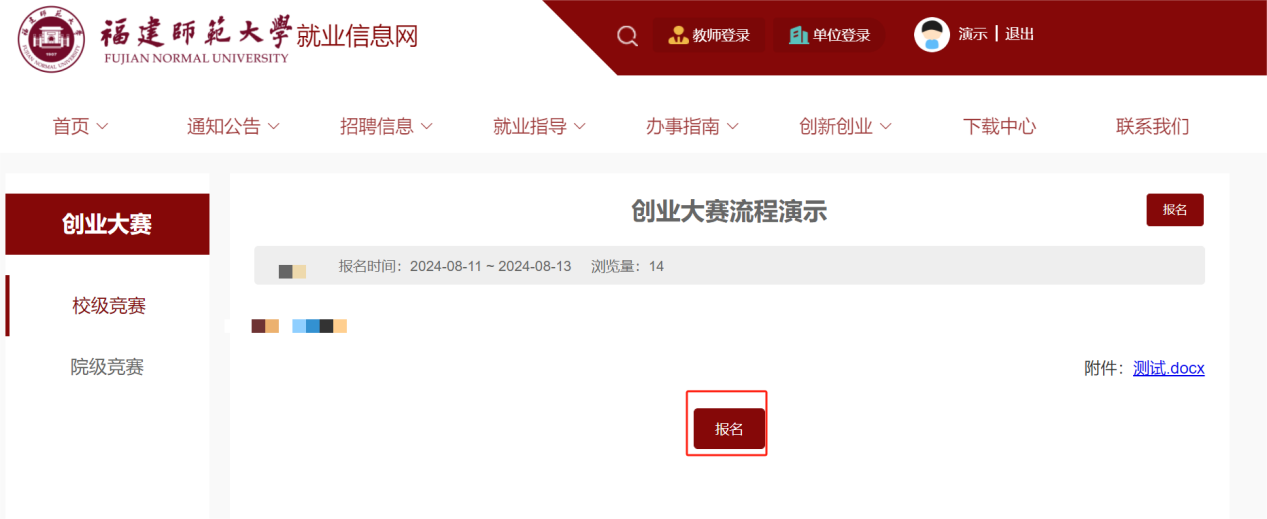 福建師範大學就业信息网
FUJIAN NORMAL UNIVERSITY
教师登录 单位登录 演示 | 退出
首页 通知公告 招聘信息 就业指导 办事指南 创新创业 下载中心 联系我们
创业大赛
校级竞赛
院级竞赛
创业大赛流程演示
报名
报名时间：2024-08-11 ~ 2024-08-13 浏览量：14
附件：测试.docx
报名